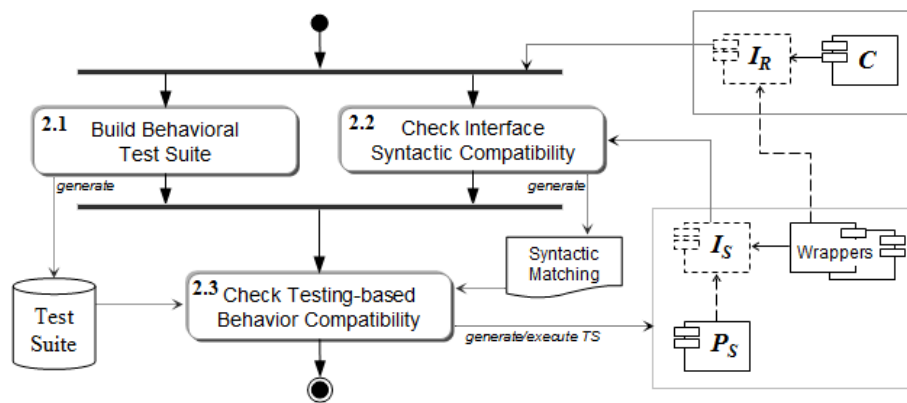 I_R
C
2.1
Build Behavioral
Test Suite
2.2
Check Interface
Syntactic Compatibility
generate
generate
Syntactic
Matching
I_S
Wrappers
2.3
Check Testing-based
Behavior Compatibility
Test
Suite
generate/execute TS
P_S